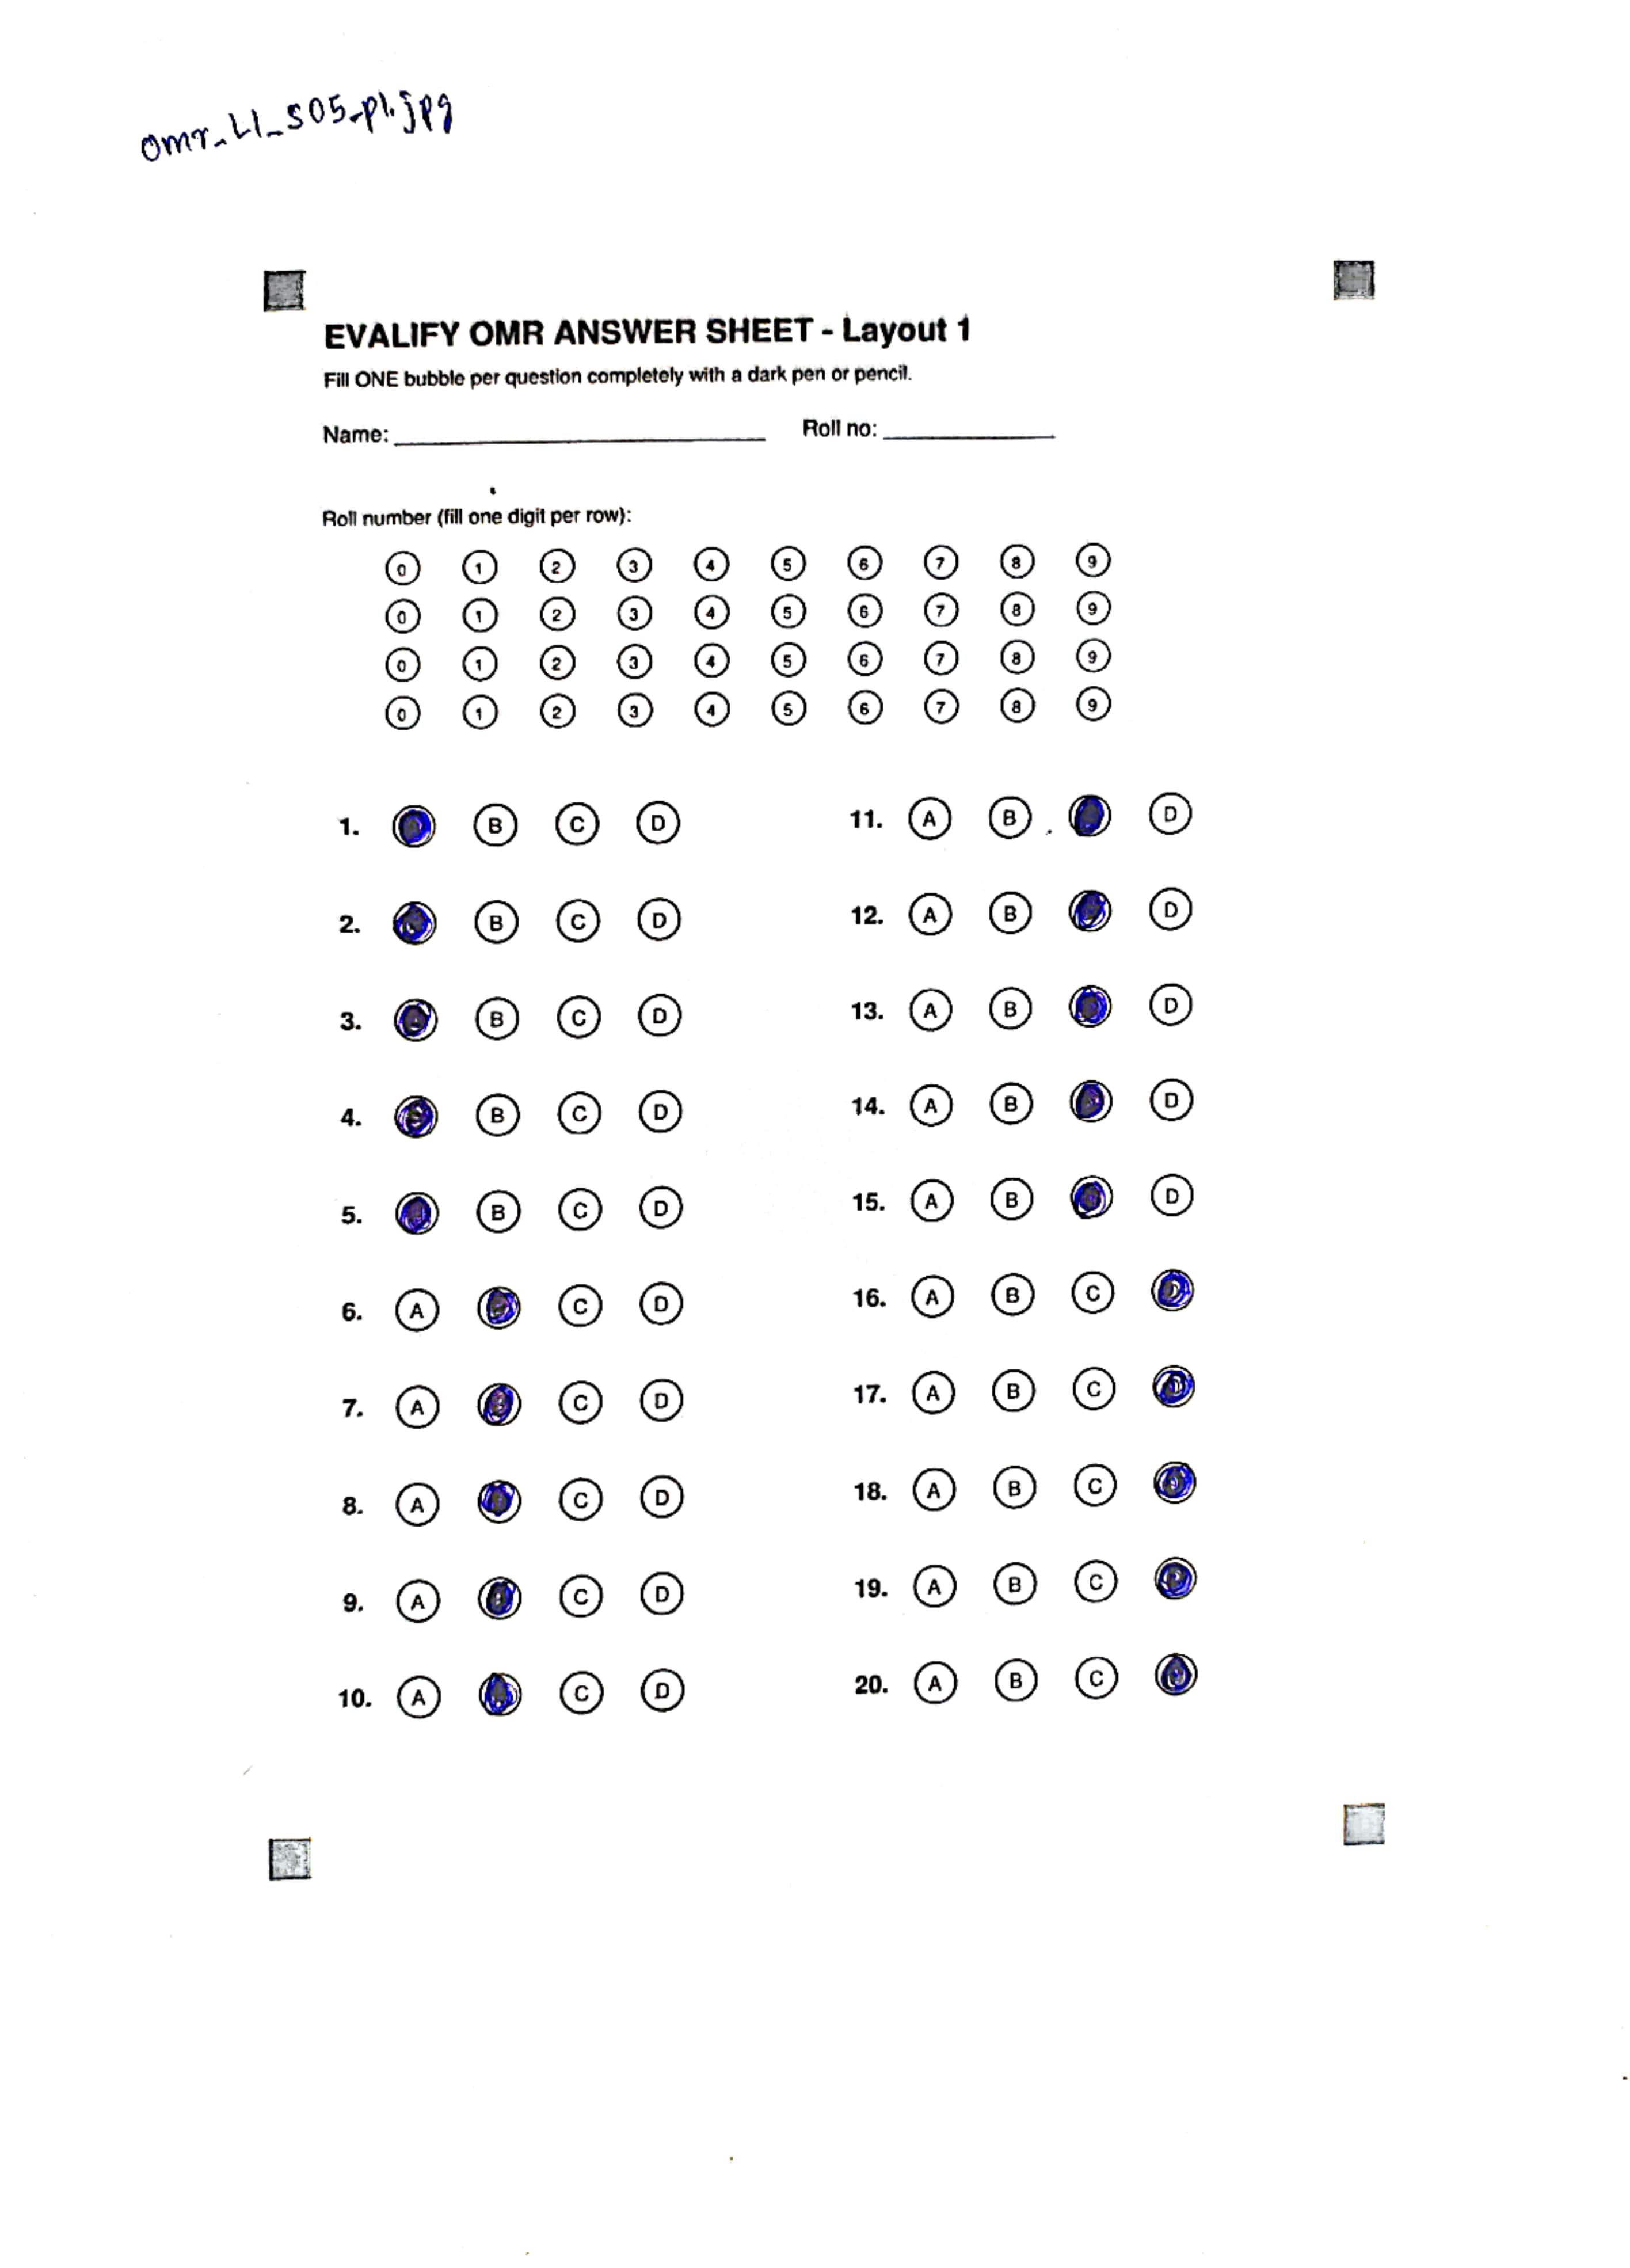 omr_L1_S05_p1.jpg
EVALIFY OMR ANSWER SHEET - Layout 1
Fill ONE bubble per question completely with a dark pen or pencil.
Name: Roll no:
Roll number (fill one digit per row):
0 1 2 3 4 5 6 7 8 9
0 1 2 3 4 5 6 7 8 9
0 1 2 3 4 5 6 7 8 9
0 1 2 3 4 5 6 7 8 9
1. B C D
2. B C D
3. B C D
4. B C D
5. B C D
6. A C D
7. A C D
8. A C D
9. A C D
10. A C D
11. A B D
12. A B D
13. A B D
14. A B D
15. A B D
16. A B C D
17. A B C D
18. A B C
19. A B C
20. A B C